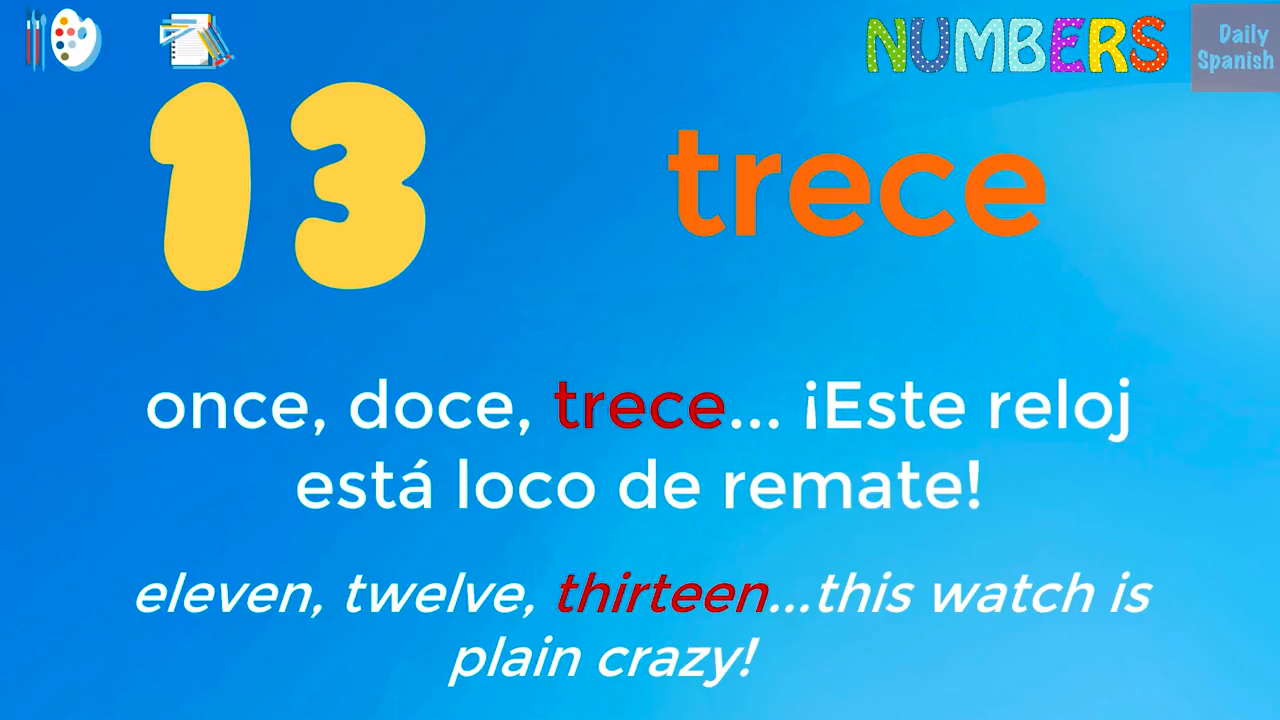 NUMBERS
Daily
Spanish
13
trece
once, doce, trece... ¡Este reloj
está loco de remate!
eleven, twelve, thirteen...this watch is
plain crazy!